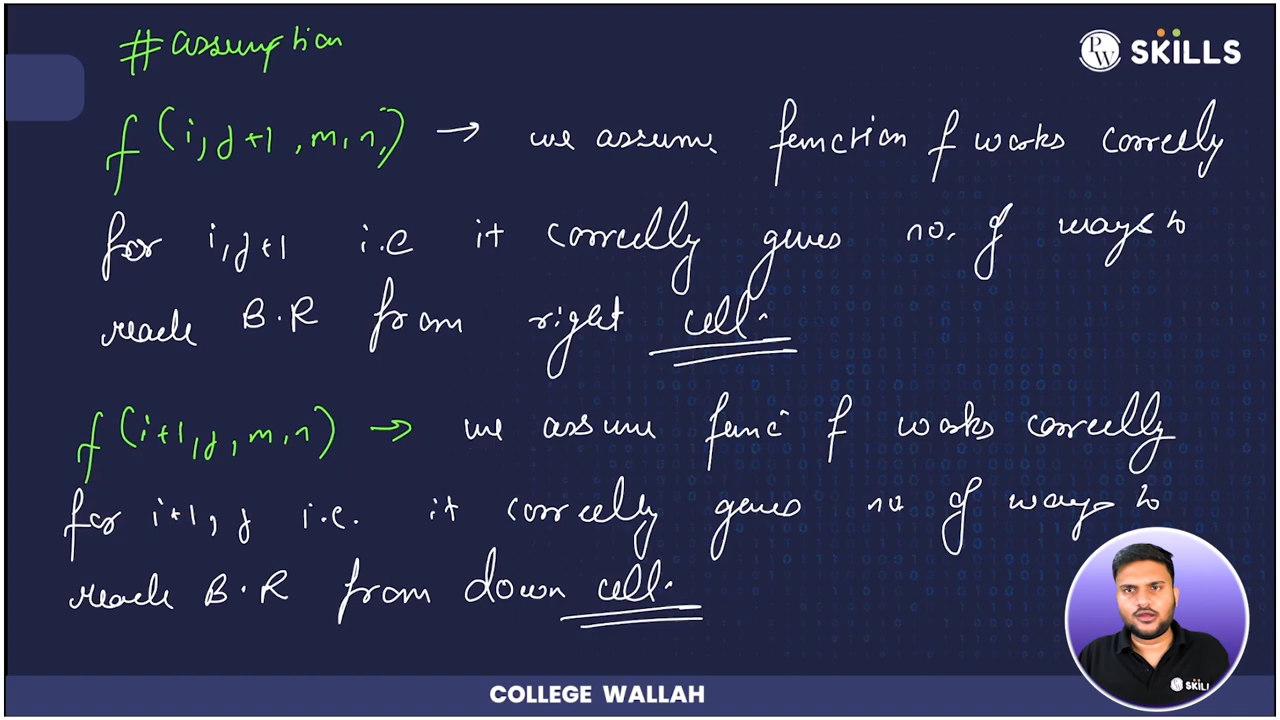 # assumption
PW SKILLS
f(i, j+1, m, n) → we assume function f works correctly
for i, j+1 i.e it correctly gives no. of ways to
reach B.R from right cell.
f(i+1, j, m, n) → we assume func f works correctly
for i+1, j i.e. it correctly gives no of ways to
reach B.R from down cell.
SKILL
COLLEGE WALLAH